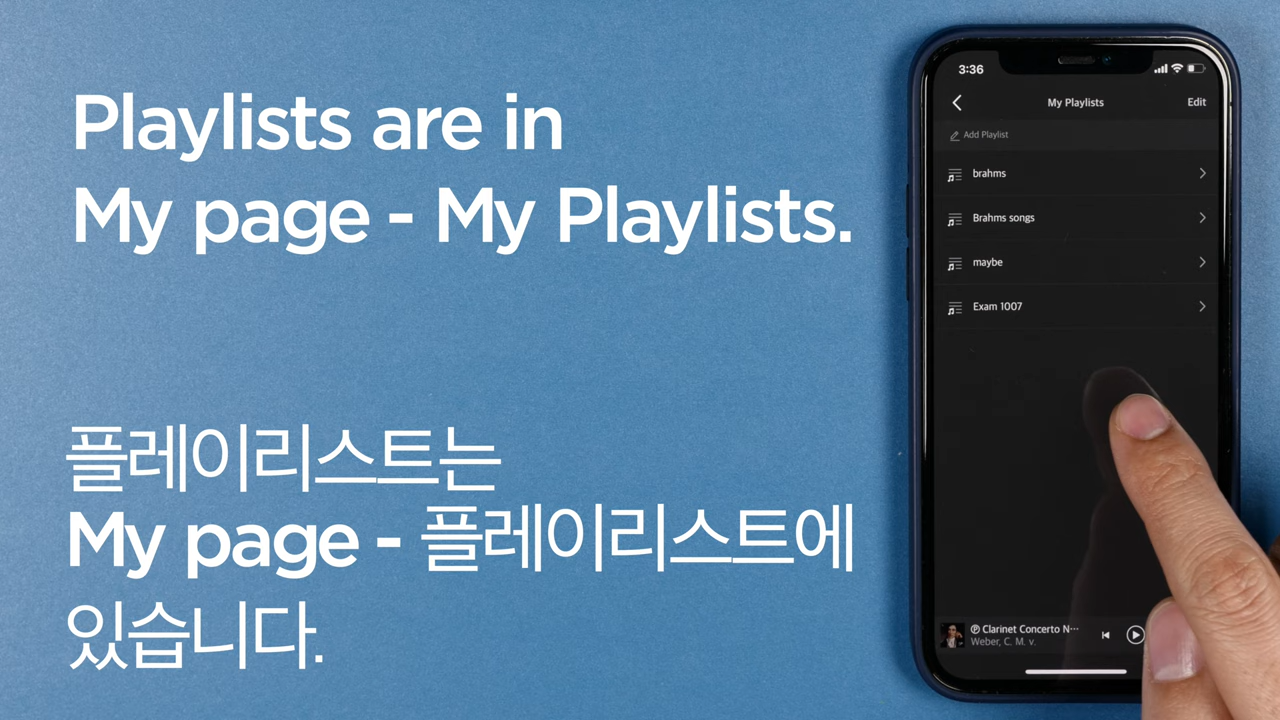 Playlists are in
My page - My Playlists.
플레이리스트는
My page - 플레이리스트에
있습니다.
3:36
My Playlists
Edit
Add Playlist
brahms
Brahms songs
maybe
Exam 1007
Ⓟ Clarinet Concerto N···
Weber, C. M. v.